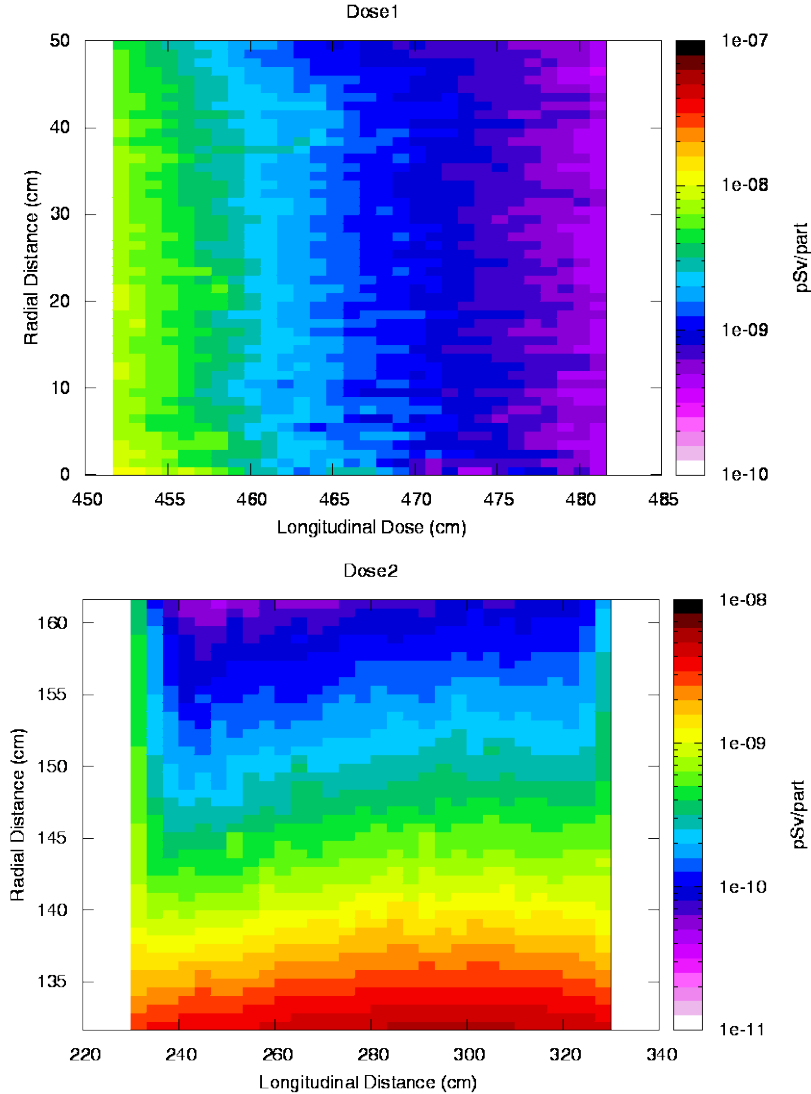 Dose1
50
40
30
20
10
0
Radial Distance (cm)
450 455 460 465 470 475 480 485
Longitudinal Dose (cm)
1e-07
1e-08
1e-09
1e-10
pSv/part
Dose2
160
155
150
145
140
135
Radial Distance (cm)
220 240 260 280 300 320 340
Longitudinal Distance (cm)
1e-08
1e-09
1e-10
1e-11
pSv/part